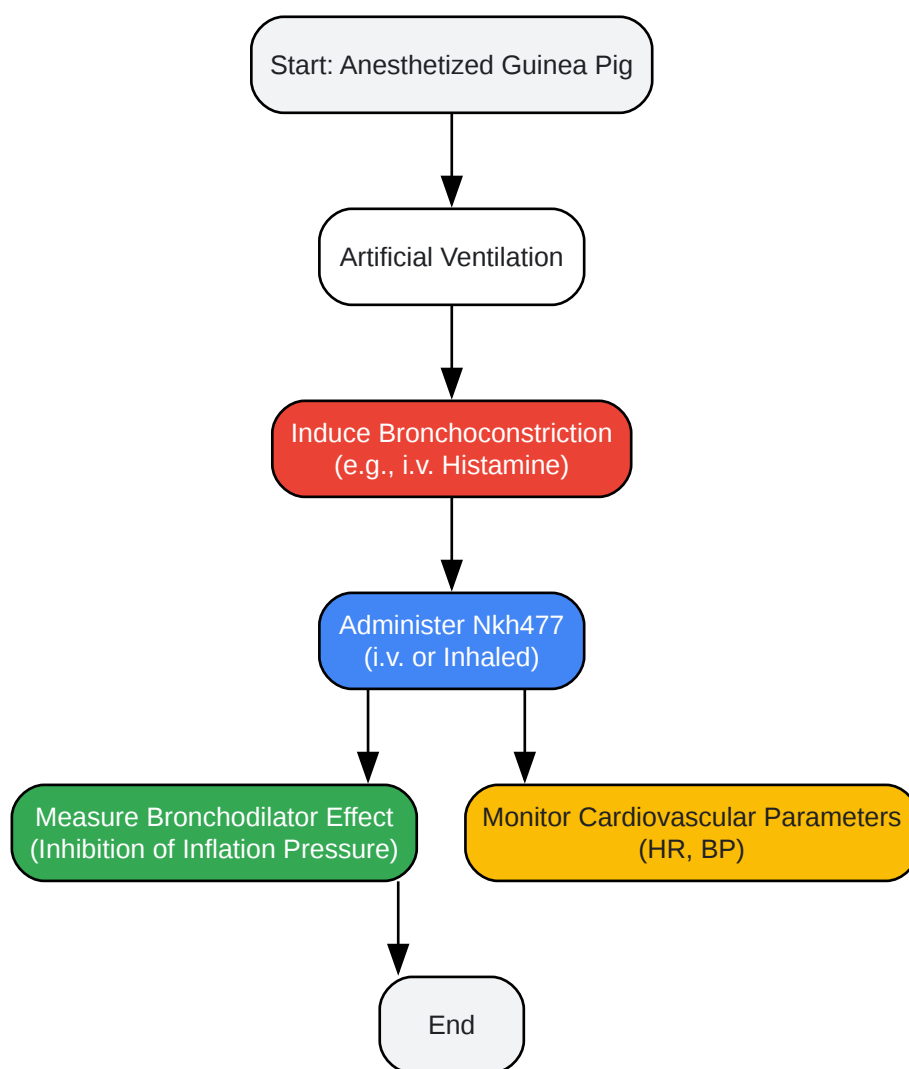 Start: Anesthetized Guinea Pig
Artificial Ventilation
Induce Bronchoconstriction
(e.g., i.v. Histamine)
Administer Nkh477
(i.v. or Inhaled)
Measure Bronchodilator Effect
(Inhibition of Inflation Pressure)
Monitor Cardiovascular Parameters
(HR, BP)
End